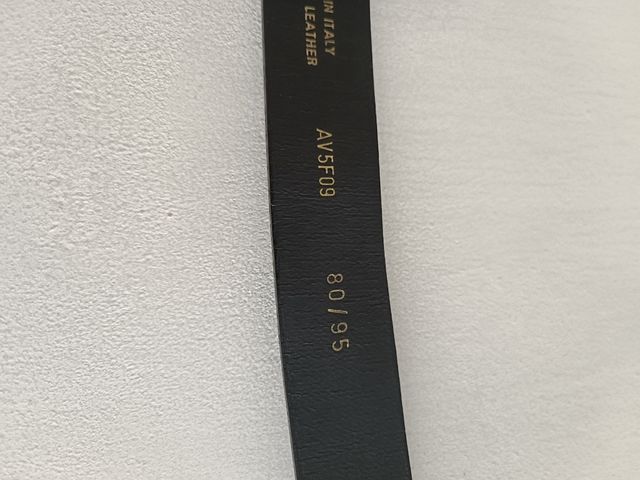 IN ITALY
LEATHER
AV5F09
80/95